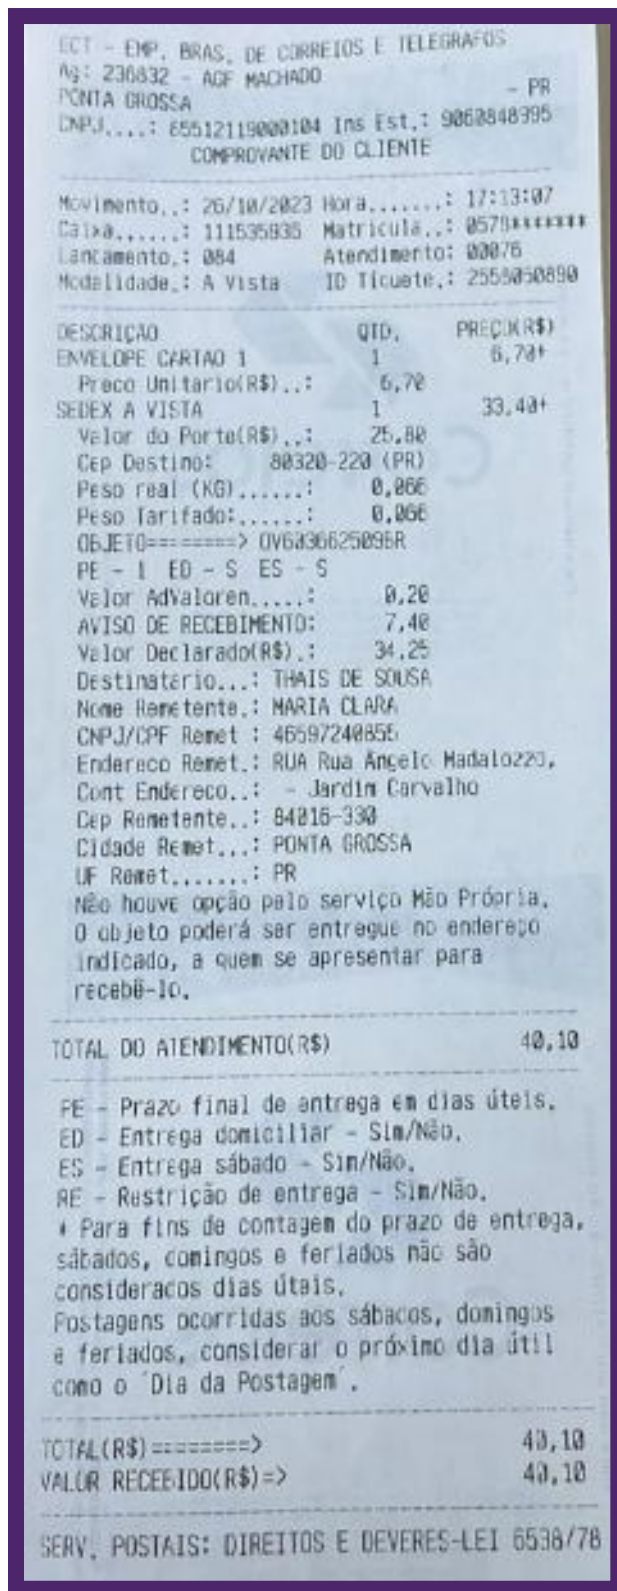 ECT - EMP. BRAS. DE CORREIOS E TELEGRAFOS
Ag: 236832 - AGF MACHADO
PONTA GROSSA - PR
CNPJ....: 85512119000104 Ins Est.: 9060848995
COMPROVANTE DO CLIENTE
Movimento..: 26/10/2023 Hora.......: 17:13:07
Caixa......: 111535935 Matricula..: 0578*******
Lancamento.: 084 Atendimento: 00076
Modalidade.: A Vista ID Tiquete.: 2558050890
DESCRIÇÃO QTD. PREÇO(R$)
ENVELOPE CARTAO 1 1 6,70+
Preco Unitario(R$)..: 6,70
SEDEX A VISTA 1 33,40+
Valor do Porte(R$)..: 25,80
Cep Destino: 80320-220 (PR)
Peso real (KG)......: 0,066
Peso Tarifado:......: 0,066
OBJETO========> OV603662509BR
PE - 1 ED - S ES - S
Valor AdValoren.....: 0,20
AVISO DE RECEBIMENTO: 7,40
Valor Declarado(R$).: 34,25
Destinatario...: THAIS DE SOUSA
Nome Remetente.: MARIA CLARA
CNPJ/CPF Remet : 46597240855
Endereco Remet.: RUA Rua Angelo Madalozzo,
Cont Endereco..: - Jardim Carvalho
Cep Remetente..: 84016-330
Cidade Remet...: PONTA GROSSA
UF Remet.......: PR
Não houve opção pelo serviço Mão Própria.
O objeto poderá ser entregue no endereço
indicado, a quem se apresentar para
recebê-lo.
TOTAL DO ATENDIMENTO(R$) 40,10
PE - Prazo final de entrega em dias úteis.
ED - Entrega domiciliar - Sim/Não.
ES - Entrega sábado - Sim/Não.
RE - Restrição de entrega - Sim/Não.
* Para fins de contagem do prazo de entrega,
sábados, domingos e feriados não são
considerados dias úteis.
Postagens ocorridas aos sábados, domingos
e feriados, considerar o próximo dia útil
como o ´Dia da Postagem´.
TOTAL(R$)=========> 40,10
VALOR RECEBIDO(R$)=> 40,10
SERV. POSTAIS: DIREITOS E DEVERES-LEI 6538/78